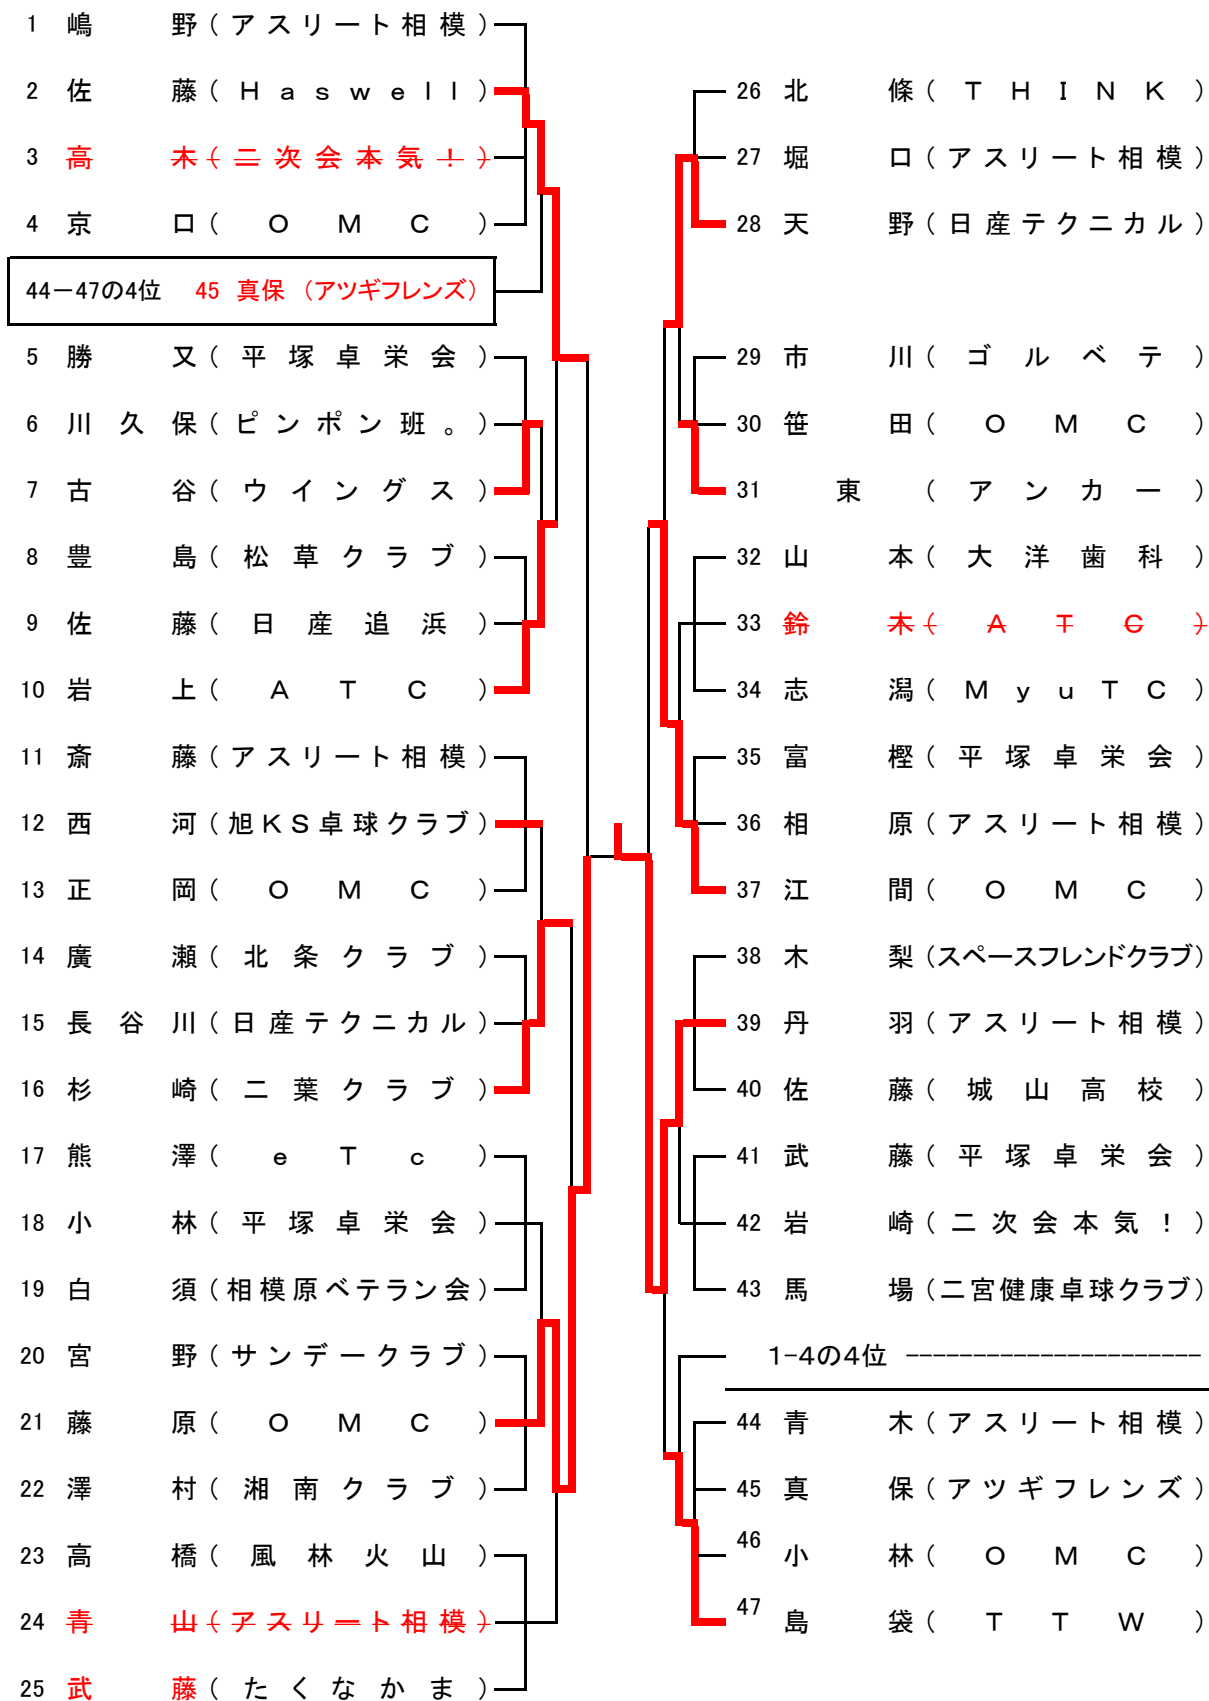 1 嶋野(アスリート相模)
2 佐藤(Haswell)
3 高木(二次会本気!)
4 京口(OMC)
44-47の4位 45 真保 (アツギフレンズ)
5 勝又(平塚卓栄会)
6 川久保(ピンポン班。)
7 古谷(ウイングス)
8 豊島(松草クラブ)
9 佐藤(日産追浜)
10 岩上(ATC)
11 斎藤(アスリート相模)
12 西河(旭KS卓球クラブ)
13 正岡(OMC)
14 廣瀬(北条クラブ)
15 長谷川(日産テクニカル)
16 杉崎(二葉クラブ)
17 熊澤(eTc)
18 小林(平塚卓栄会)
19 白須(相模原ベテラン会)
20 宮野(サンデークラブ)
21 藤原(OMC)
22 澤村(湘南クラブ)
23 高橋(風林火山)
24 青山(アスリート相模)
25 武藤(たくなかま)
26 北條(THINK)
27 堀口(アスリート相模)
28 天野(日産テクニカル)
29 市川(ゴルベテ)
30 笹田(OMC)
31 東(アンカー)
32 山本(大洋歯科)
33 鈴木(ATC)
34 志潟(MyuTC)
35 富樫(平塚卓栄会)
36 相原(アスリート相模)
37 江間(OMC)
38 木梨(スペースフレンドクラブ)
39 丹羽(アスリート相模)
40 佐藤(城山高校)
41 武藤(平塚卓栄会)
42 岩崎(二次会本気!)
43 馬場(二宮健康卓球クラブ)
1-4の4位 ----------------------
44 青木(アスリート相模)
45 真保(アツギフレンズ)
46 小林(OMC)
47 島袋(TTW)